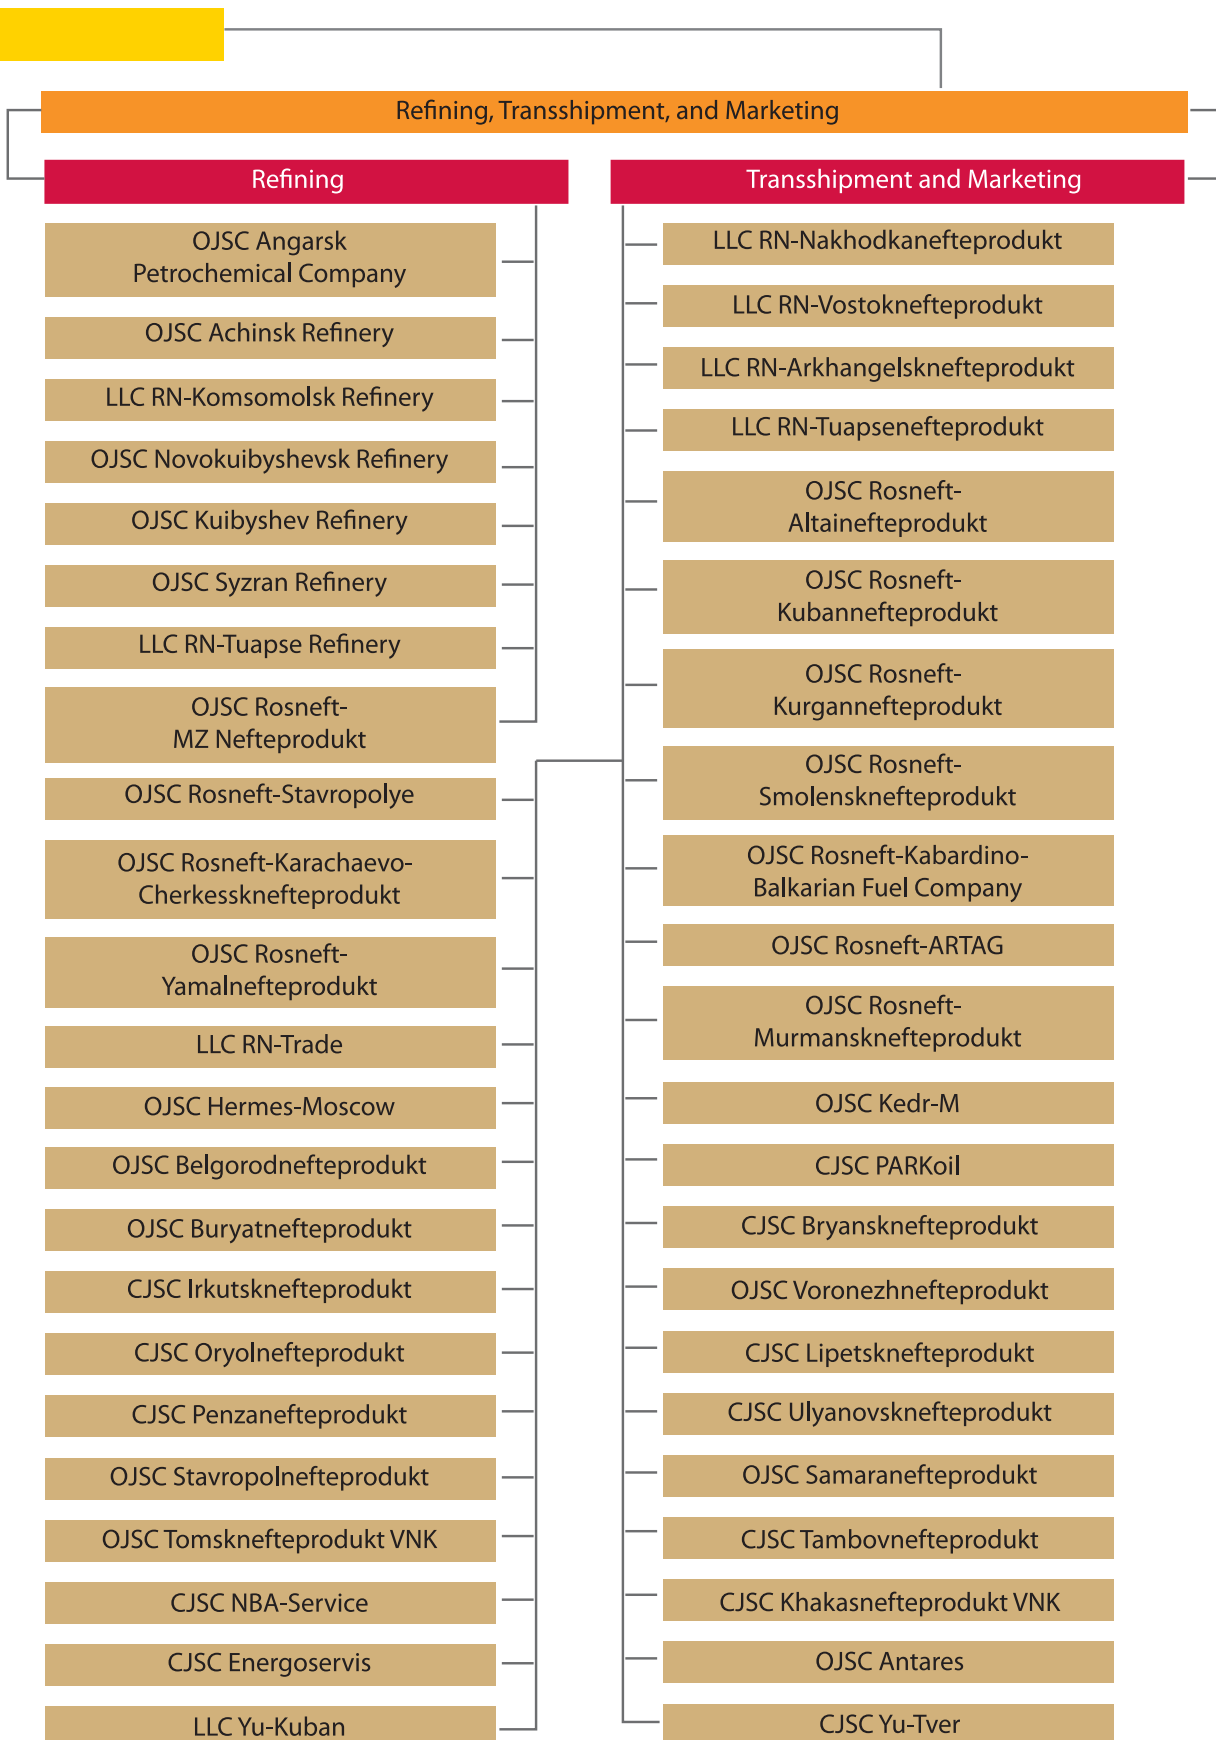 Refining, Transshipment, and Marketing
Refining
OJSC Angarsk
Petrochemical Company
OJSC Achinsk Refinery
LLC RN-Komsomolsk Refinery
OJSC Novokuibyshevsk Refinery
OJSC Kuibyshev Refinery
OJSC Syzran Refinery
LLC RN-Tuapse Refinery
OJSC Rosneft-
MZ Nefteprodukt
OJSC Rosneft-Stavropolye
OJSC Rosneft-Karachaevo-
Cherkessknefteprodukt
OJSC Rosneft-
Yamalnefteprodukt
LLC RN-Trade
OJSC Hermes-Moscow
OJSC Belgorodnefteprodukt
OJSC Buryatnefteprodukt
CJSC Irkutsknefteprodukt
CJSC Oryolnefteprodukt
CJSC Penzanefteprodukt
OJSC Stavropolnefteprodukt
OJSC Tomsknefteprodukt VNK
CJSC NBA-Service
CJSC Energoservis
LLC Yu-Kuban
Transshipment and Marketing
LLC RN-Nakhodkanefteprodukt
LLC RN-Vostoknefteprodukt
LLC RN-Arkhangelsknefteprodukt
LLC RN-Tuapsenefteprodukt
OJSC Rosneft-
Altainefteprodukt
OJSC Rosneft-
Kubannefteprodukt
OJSC Rosneft-
Kurgannefteprodukt
OJSC Rosneft-
Smolensknefteprodukt
OJSC Rosneft-Kabardino-
Balkarian Fuel Company
OJSC Rosneft-ARTAG
OJSC Rosneft-
Murmansknefteprodukt
OJSC Kedr-M
CJSC PARKoil
CJSC Bryansknefteprodukt
OJSC Voronezhnefteprodukt
CJSC Lipetsknefteprodukt
CJSC Ulyanovsknefteprodukt
OJSC Samaranefteprodukt
CJSC Tambovnefteprodukt
CJSC Khakasnefteprodukt VNK
OJSC Antares
CJSC Yu-Tver